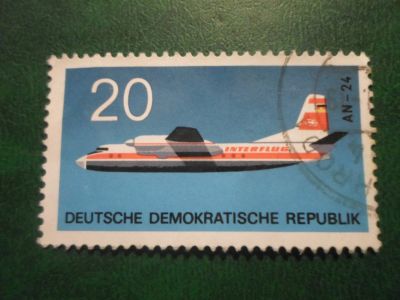 20
AN-24
INTERFLUG
DEUTSCHE DEMOKRATISCHE REPUBLIK